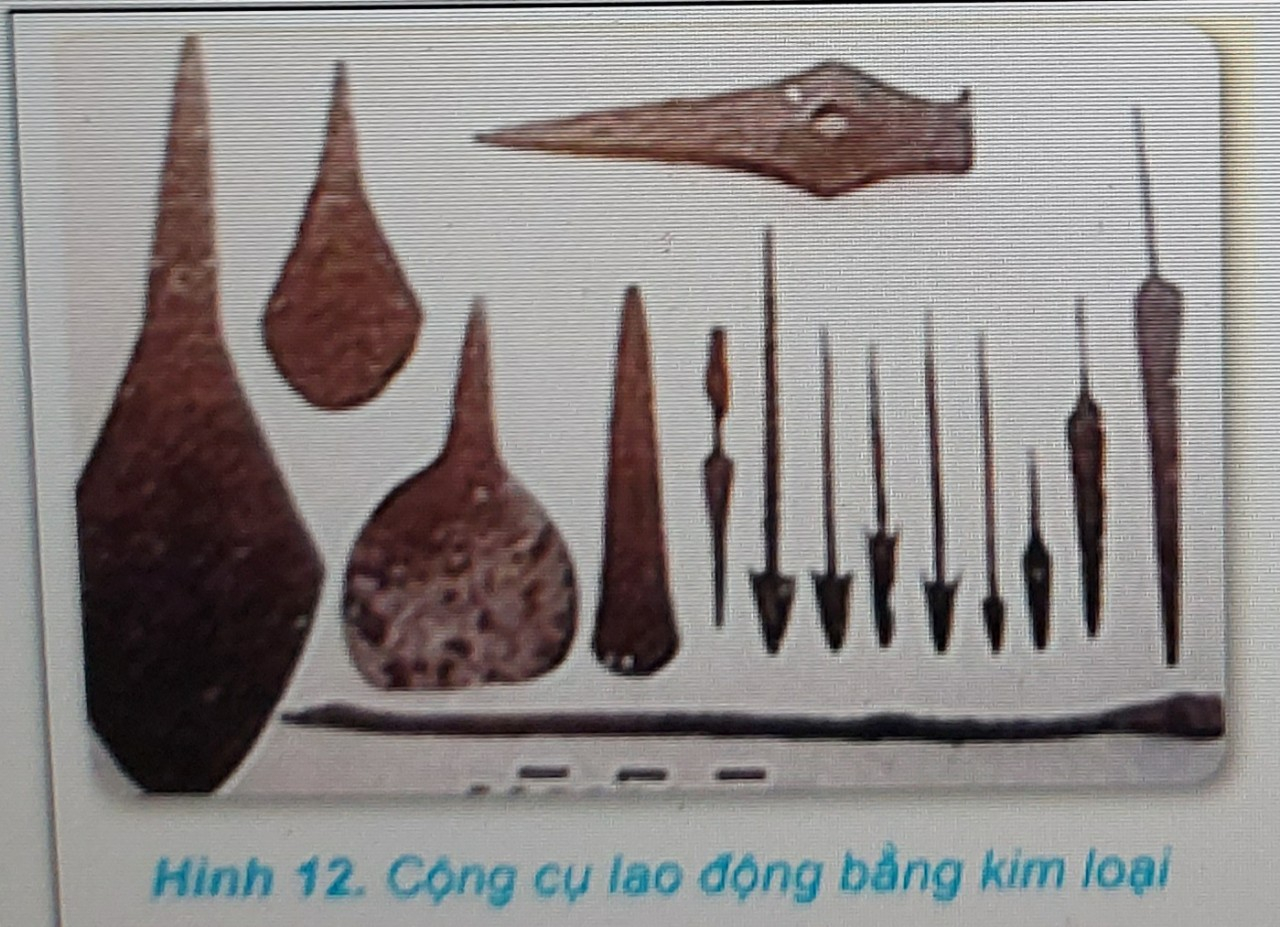 Hình 12. Cộng cụ lao động bằng kim loại